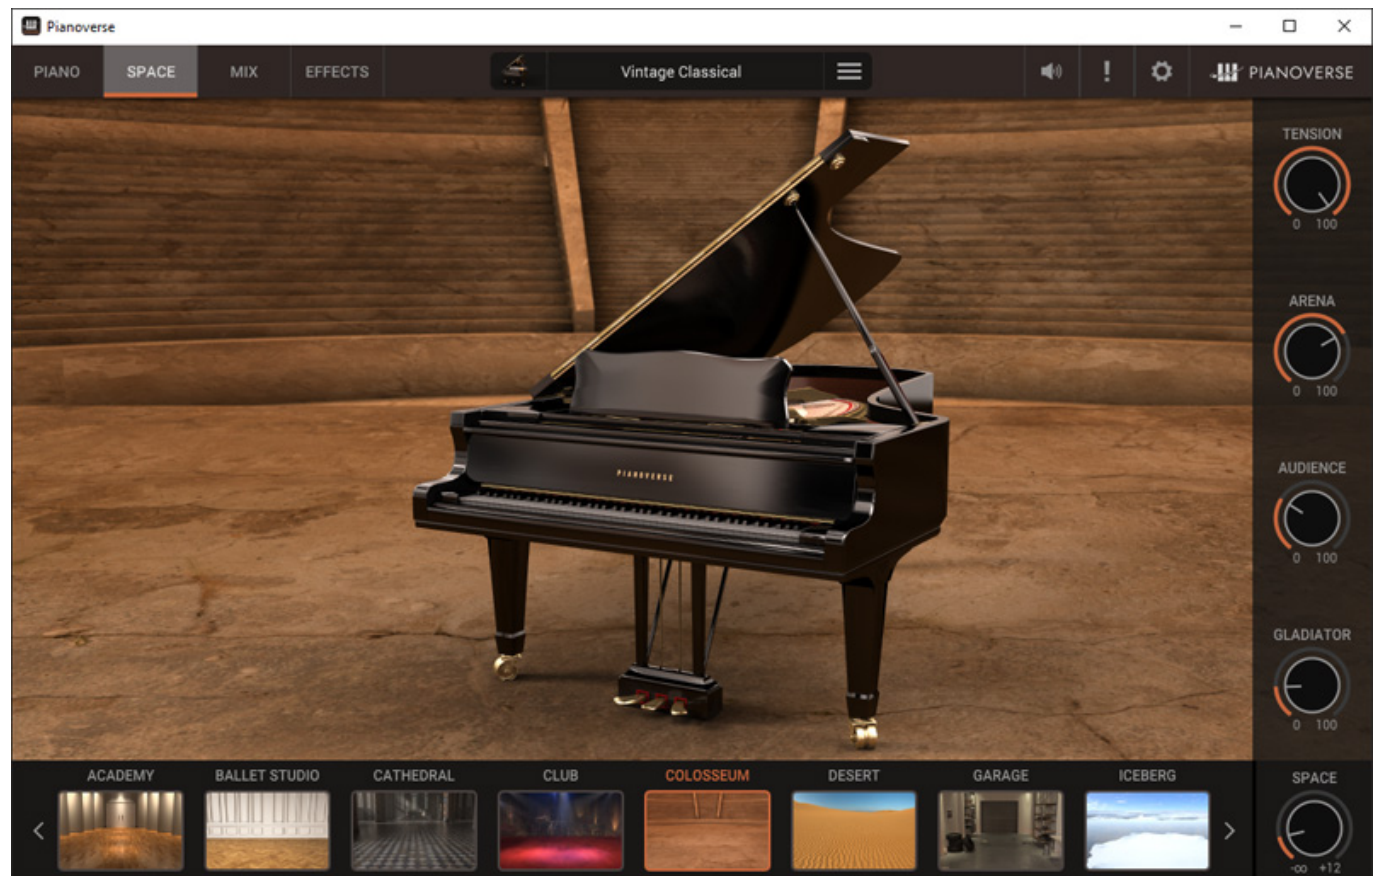 Pianoverse
PIANO SPACE MIX EFFECTS Vintage Classical ! PIANOVERSE
TENSION
0 100
ARENA
0 100
PIANOVERSE
AUDIENCE
0 100
GLADIATOR
0 100
ACADEMY BALLET STUDIO CATHEDRAL CLUB COLOSSEUM DESERT GARAGE ICEBERG SPACE
-∞ +12